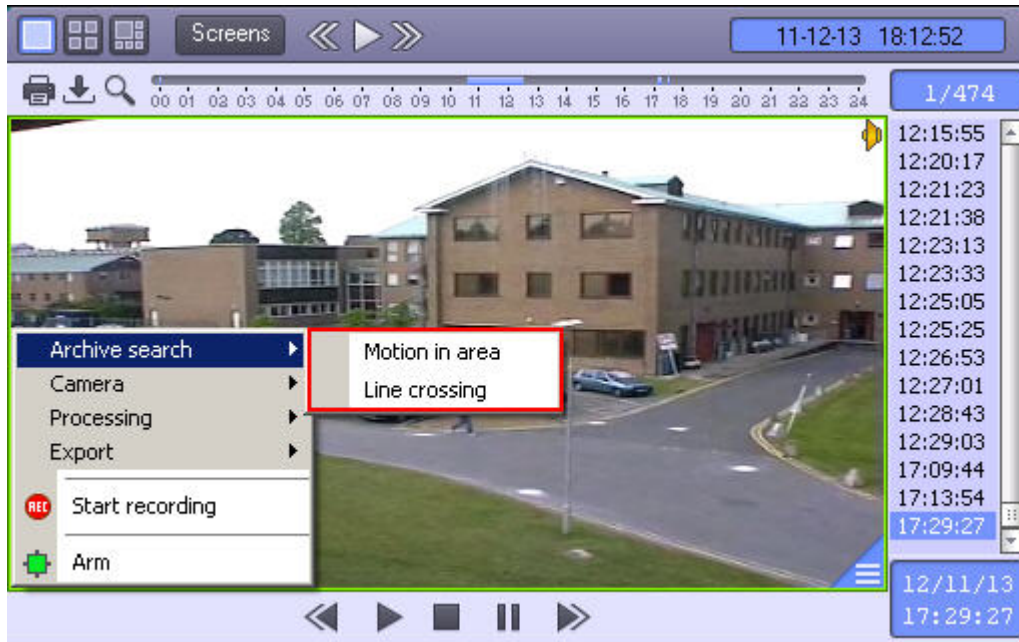 Screens
11-12-13 18:12:52
00 01 02 03 04 05 06 07 08 09 10 11 12 13 14 15 16 17 18 19 20 21 22 23 24
1/474
12:15:55
12:20:17
12:21:23
12:21:38
12:23:13
12:23:33
12:25:05
12:25:25
12:26:53
12:27:01
12:28:43
12:29:03
17:09:44
17:13:54
17:29:27
Archive search
Camera
Processing
Export
REC Start recording
Arm
Motion in area
Line crossing
12/11/13
17:29:27